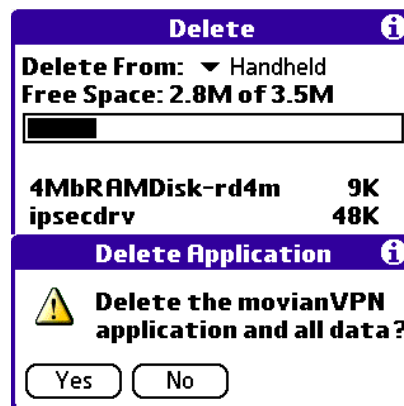 Delete
Delete From: Handheld
Free Space: 2.8M of 3.5M
4MbRAMDisk-rd4m 9K
ipsecdrv 48K
Delete Application
Delete the movianVPN
application and all data?
Yes No